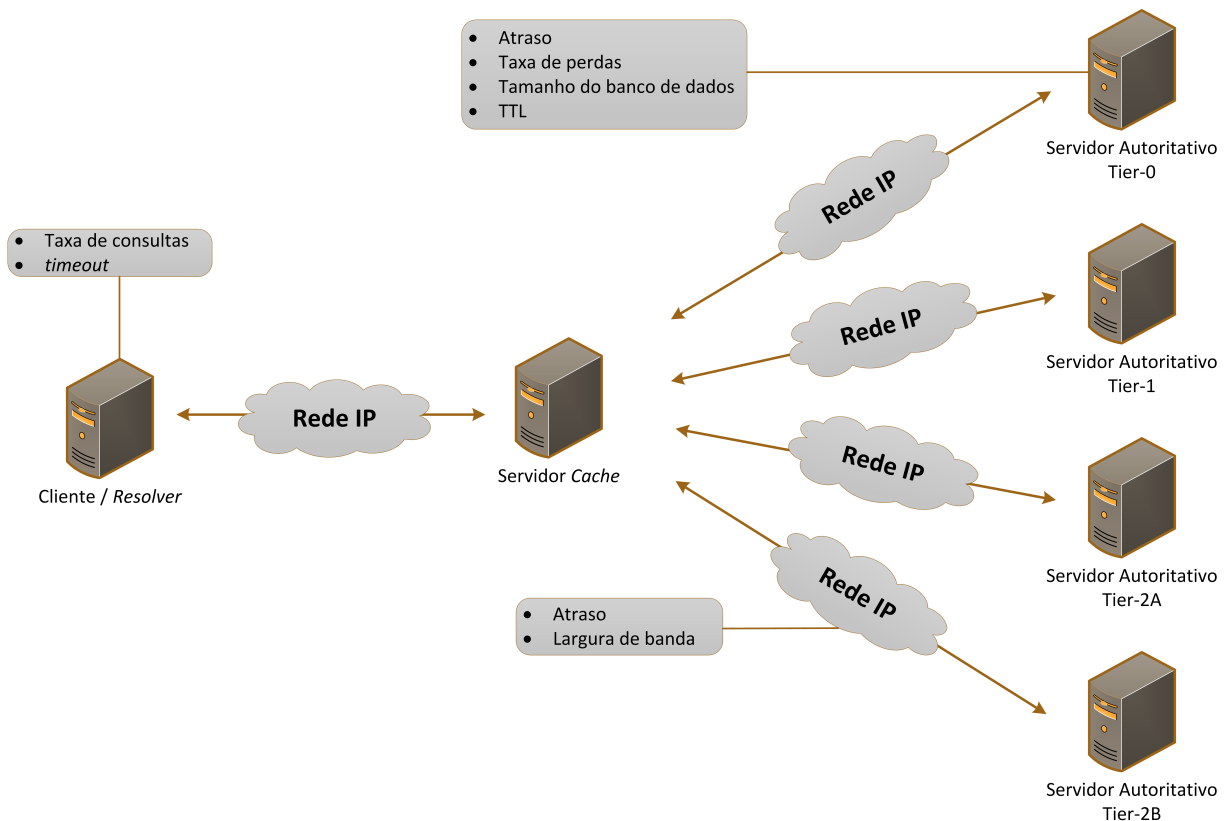 Atraso
Taxa de perdas
Tamanho do banco de dados
TTL
Servidor Autoritativo
Tier-0
Rede IP
Taxa de consultas
timeout
Rede IP
Servidor Autoritativo
Tier-1
Rede IP
Cliente / Resolver
Servidor Cache
Rede IP
Servidor Autoritativo
Tier-2A
Rede IP
Atraso
Largura de banda
Servidor Autoritativo
Tier-2B